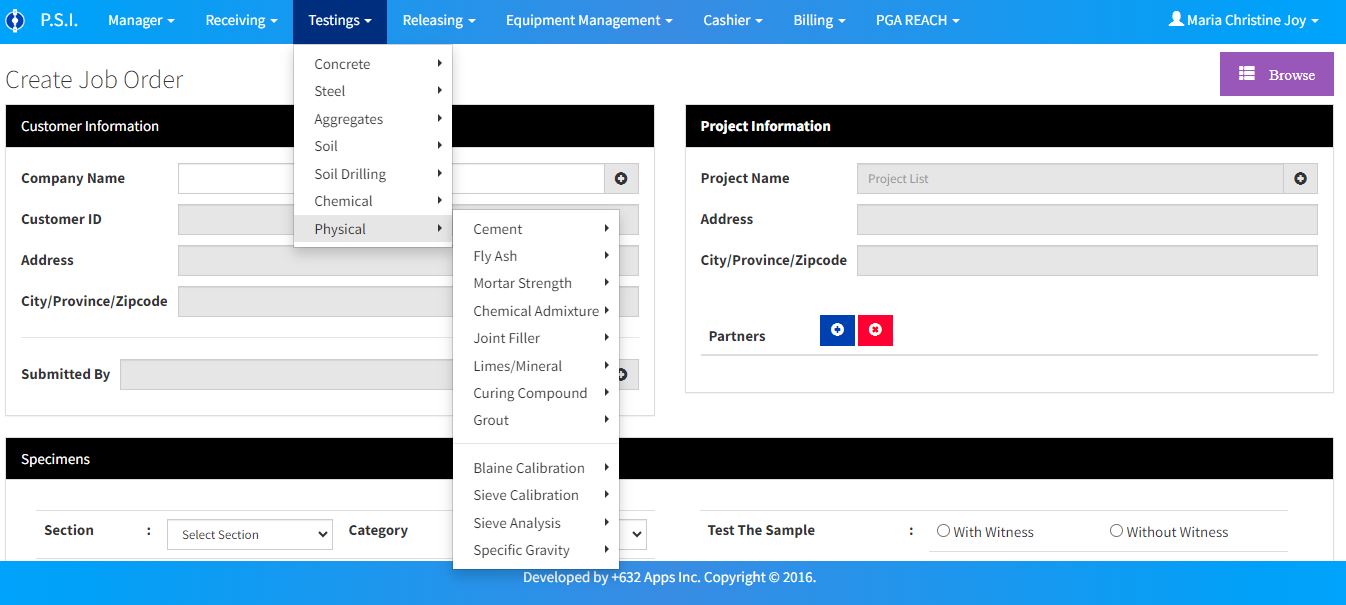 P.S.I. Manager Receiving Testings Releasing Equipment Management Cashier Billing PGA REACH Maria Christine Joy
Create Job Order
Browse
Concrete
Steel
Aggregates
Soil
Soil Drilling
Chemical
Physical
Cement
Fly Ash
Mortar Strength
Chemical Admixture
Joint Filler
Limes/Mineral
Curing Compound
Grout
Blaine Calibration
Sieve Calibration
Sieve Analysis
Specific Gravity
Customer Information
Company Name
Customer ID
Address
City/Province/Zipcode
Submitted By
Project Information
Project Name Project List
Address
City/Province/Zipcode
Partners
Specimens
Section : Select Section Category
Test The Sample : With Witness Without Witness
Developed by +632 Apps Inc. Copyright © 2016.